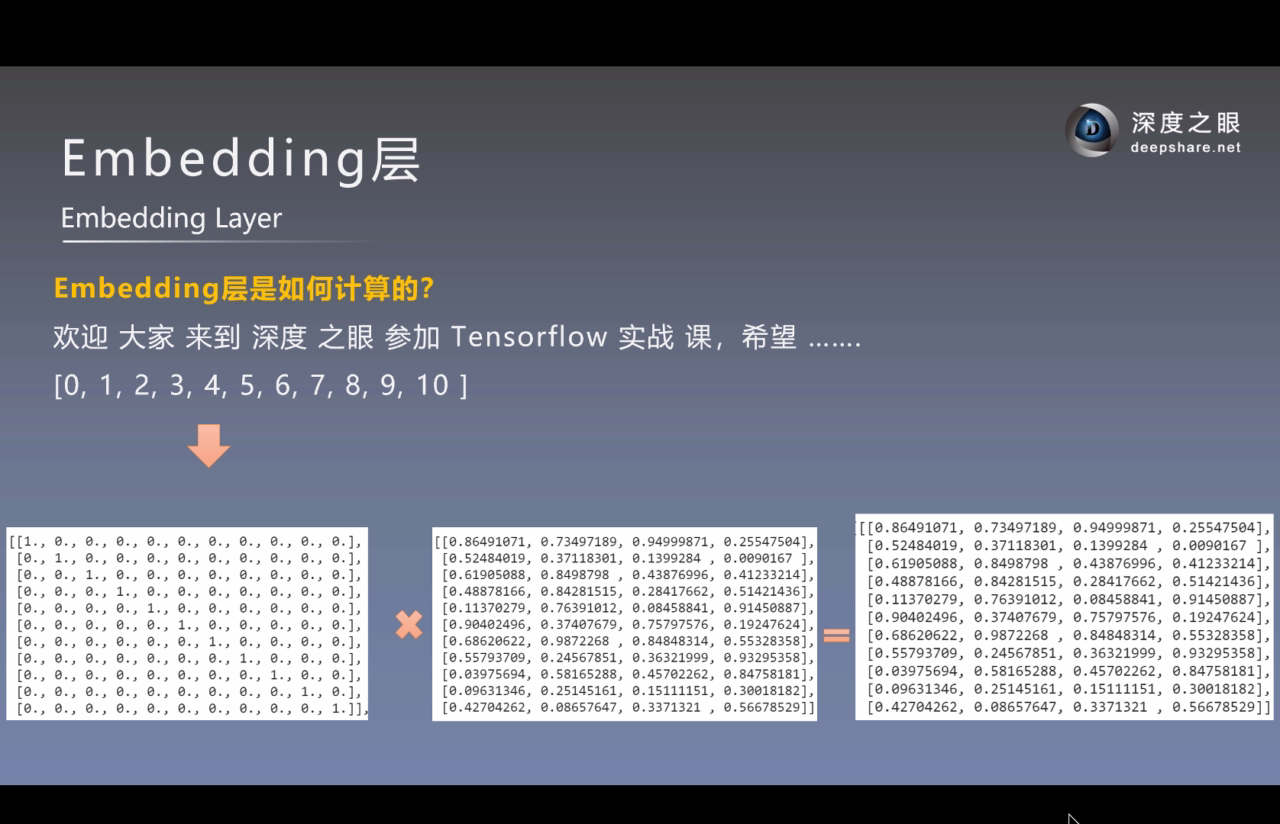 深度之眼
deepshare.net
Embedding层
Embedding Layer
Embedding层是如何计算的？
欢迎 大家 来到 深度 之眼 参加 Tensorflow 实战 课，希望 …….
[0, 1, 2, 3, 4, 5, 6, 7, 8, 9, 10 ]
[[1., 0., 0., 0., 0., 0., 0., 0., 0., 0., 0.],
[0., 1., 0., 0., 0., 0., 0., 0., 0., 0., 0.],
[0., 0., 1., 0., 0., 0., 0., 0., 0., 0., 0.],
[0., 0., 0., 1., 0., 0., 0., 0., 0., 0., 0.],
[0., 0., 0., 0., 1., 0., 0., 0., 0., 0., 0.],
[0., 0., 0., 0., 0., 1., 0., 0., 0., 0., 0.],
[0., 0., 0., 0., 0., 0., 1., 0., 0., 0., 0.],
[0., 0., 0., 0., 0., 0., 0., 1., 0., 0., 0.],
[0., 0., 0., 0., 0., 0., 0., 0., 1., 0., 0.],
[0., 0., 0., 0., 0., 0., 0., 0., 0., 1., 0.],
[0., 0., 0., 0., 0., 0., 0., 0., 0., 0., 1.]],
[[0.86491071, 0.73497189, 0.94999871, 0.25547504],
[0.52484019, 0.37118301, 0.1399284 , 0.0090167 ],
[0.61905088, 0.8498798 , 0.43876996, 0.41233214],
[0.48878166, 0.84281515, 0.28417662, 0.51421436],
[0.11370279, 0.76391012, 0.08458841, 0.91450887],
[0.90402496, 0.37407679, 0.75797576, 0.19247624],
[0.68620622, 0.9872268 , 0.84848314, 0.55328358],
[0.55793709, 0.24567851, 0.36321999, 0.93295358],
[0.03975694, 0.58165288, 0.45702262, 0.84758181],
[0.09631346, 0.25145161, 0.15111151, 0.30018182],
[0.42704262, 0.08657647, 0.3371321 , 0.56678529]]
[[0.86491071, 0.73497189, 0.94999871, 0.25547504],
[0.52484019, 0.37118301, 0.1399284 , 0.0090167 ],
[0.61905088, 0.8498798 , 0.43876996, 0.41233214],
[0.48878166, 0.84281515, 0.28417662, 0.51421436],
[0.11370279, 0.76391012, 0.08458841, 0.91450887],
[0.90402496, 0.37407679, 0.75797576, 0.19247624],
[0.68620622, 0.9872268 , 0.84848314, 0.55328358],
[0.55793709, 0.24567851, 0.36321999, 0.93295358],
[0.03975694, 0.58165288, 0.45702262, 0.84758181],
[0.09631346, 0.25145161, 0.15111151, 0.30018182],
[0.42704262, 0.08657647, 0.3371321 , 0.56678529]]